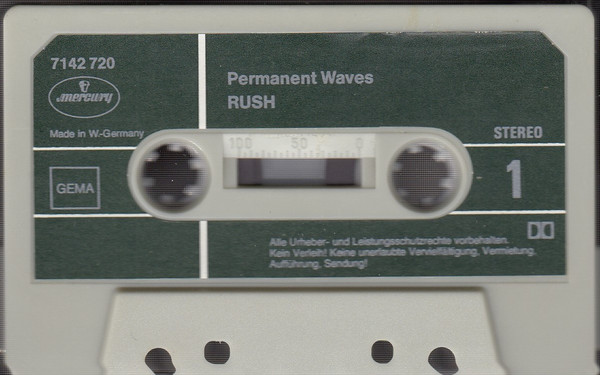 7142 720
mercury
Permanent Waves
RUSH
Made in W.-Germany
STEREO
100 50 0
GEMA
1
Alle Urheber- und Leistungsschutzrechte vorbehalten.
Kein Verleih! Keine unerlaubte Vervielfältigung, Vermietung,
Aufführung, Sendung!